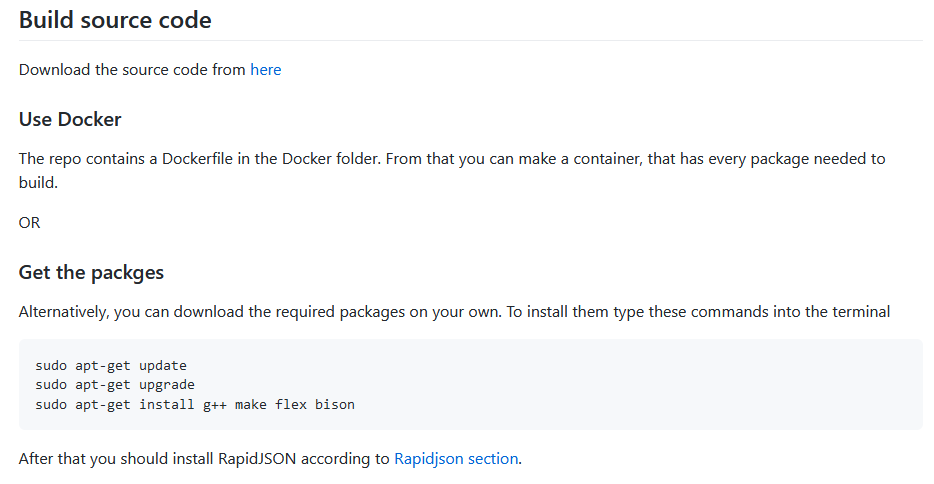 Build source code
Download the source code from here
Use Docker
The repo contains a Dockerfile in the Docker folder. From that you can make a container, that has every package needed to
build.
OR
Get the packges
Alternatively, you can download the required packages on your own. To install them type these commands into the terminal
sudo apt-get update
sudo apt-get upgrade
sudo apt-get install g++ make flex bison
After that you should install RapidJSON according to Rapidjson section.